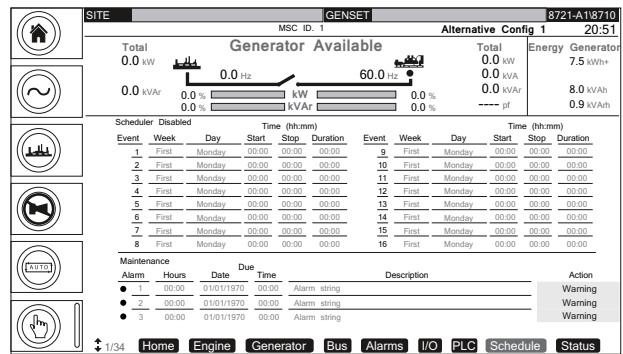 SITE GENSET 8721-A1\8710
MSC ID. 1 Alternative Config 1 20:51
Total Generator Available Total Energy Generator
0.0 kW 0.0 kW 7.5 kWh+
0.0 Hz 60.0 Hz 0.0 kVA
0.0 kVAr 0.0 % kW 0.0 % 0.0 kVAr 8.0 kVAh
0.0 % kVAr 0.0 % ---- pf 0.9 kVArh
Scheduler Disabled
Time (hh:mm) Time (hh:mm)
Event Week Day Start Stop Duration Event Week Day Start Stop Duration
1 First Monday 00:00 00:00 00:00 9 First Monday 00:00 00:00 00:00
2 First Monday 00:00 00:00 00:00 10 First Monday 00:00 00:00 00:00
3 First Monday 00:00 00:00 00:00 11 First Monday 00:00 00:00 00:00
4 First Monday 00:00 00:00 00:00 12 First Monday 00:00 00:00 00:00
5 First Monday 00:00 00:00 00:00 13 First Monday 00:00 00:00 00:00
6 First Monday 00:00 00:00 00:00 14 First Monday 00:00 00:00 00:00
7 First Monday 00:00 00:00 00:00 15 First Monday 00:00 00:00 00:00
8 First Monday 00:00 00:00 00:00 16 First Monday 00:00 00:00 00:00
Maintenance
Due
Alarm Hours Date Time Description Action
1 00:00 01/01/1970 00:00 Alarm string Warning
2 00:00 01/01/1970 00:00 Alarm string Warning
3 00:00 01/01/1970 00:00 Alarm string Warning
AUTO
1/34 Home Engine Generator Bus Alarms I/O PLC Schedule Status